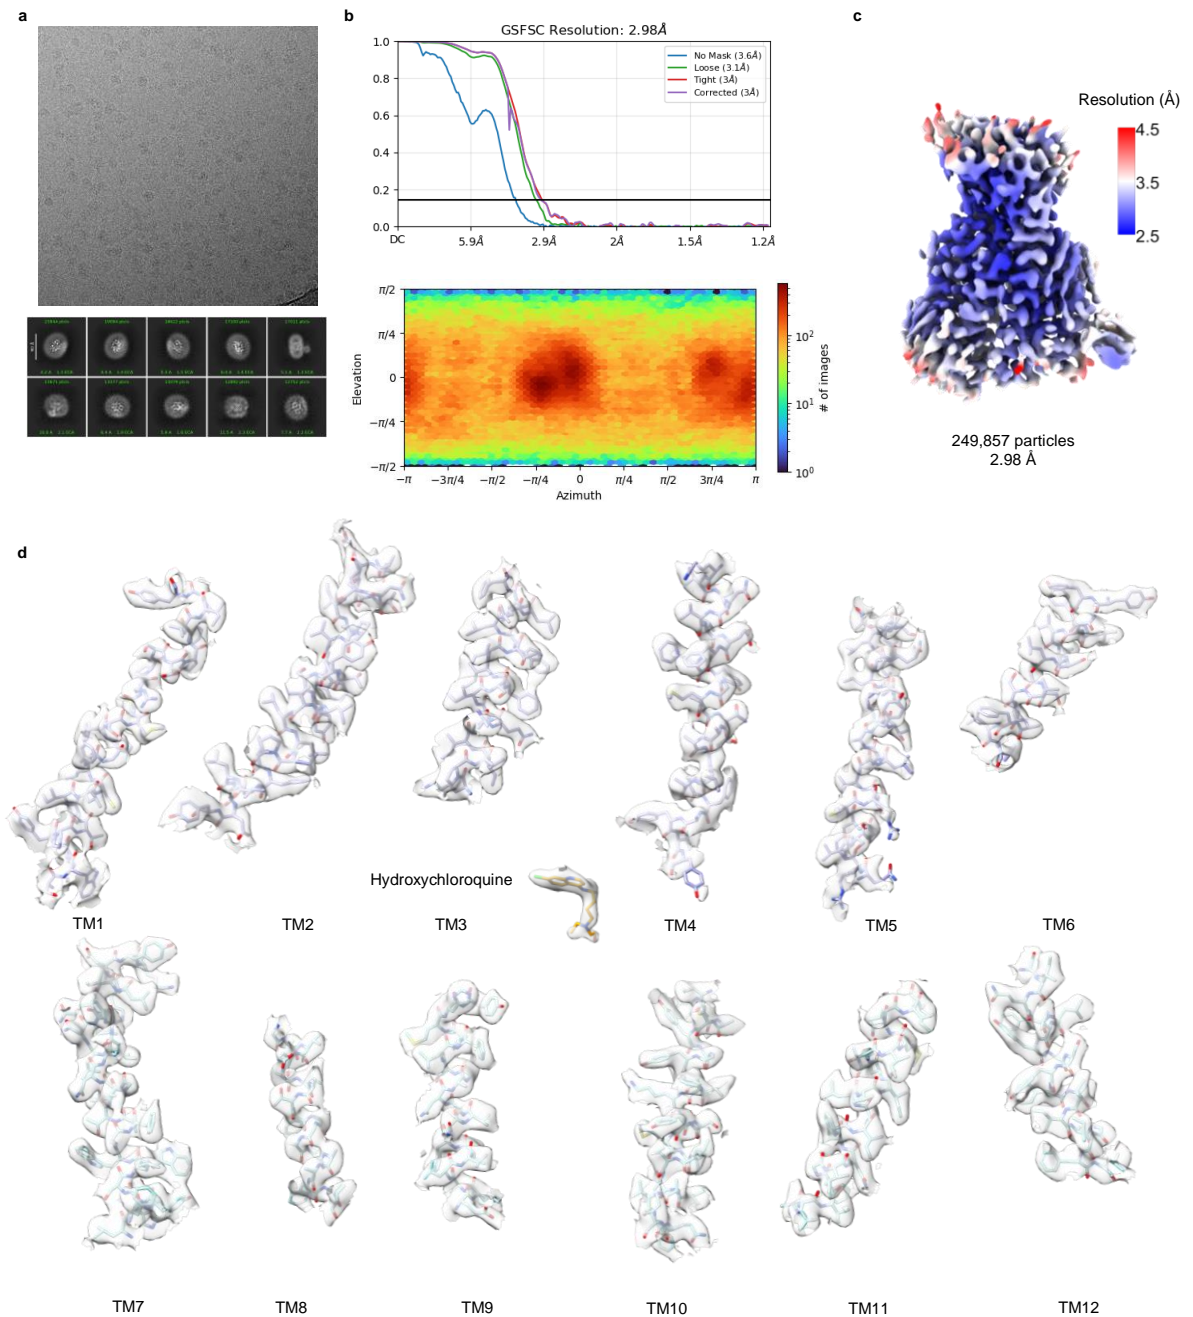 a
b
c
GSFSC Resolution: 2.98Å
1.0
0.8
0.6
0.4
0.2
0.0
No Mask (3.6Å)
Loose (3.1Å)
Tight (3Å)
Corrected (3Å)
DC
5.9Å
2.9Å
2Å
1.5Å
1.2Å
Resolution (Å)
4.5
3.5
2.5
249,857 particles
2.98 Å
π/2
π/4
0
−π/4
−π/2
Elevation
−π
−3π/4
−π/2
−π/4
0
π/4
π/2
3π/4
π
Azimuth
10²
10¹
10⁰
# of images
d
Hydroxychloroquine
TM1
TM2
TM3
TM4
TM5
TM6
TM7
TM8
TM9
TM10
TM11
TM12